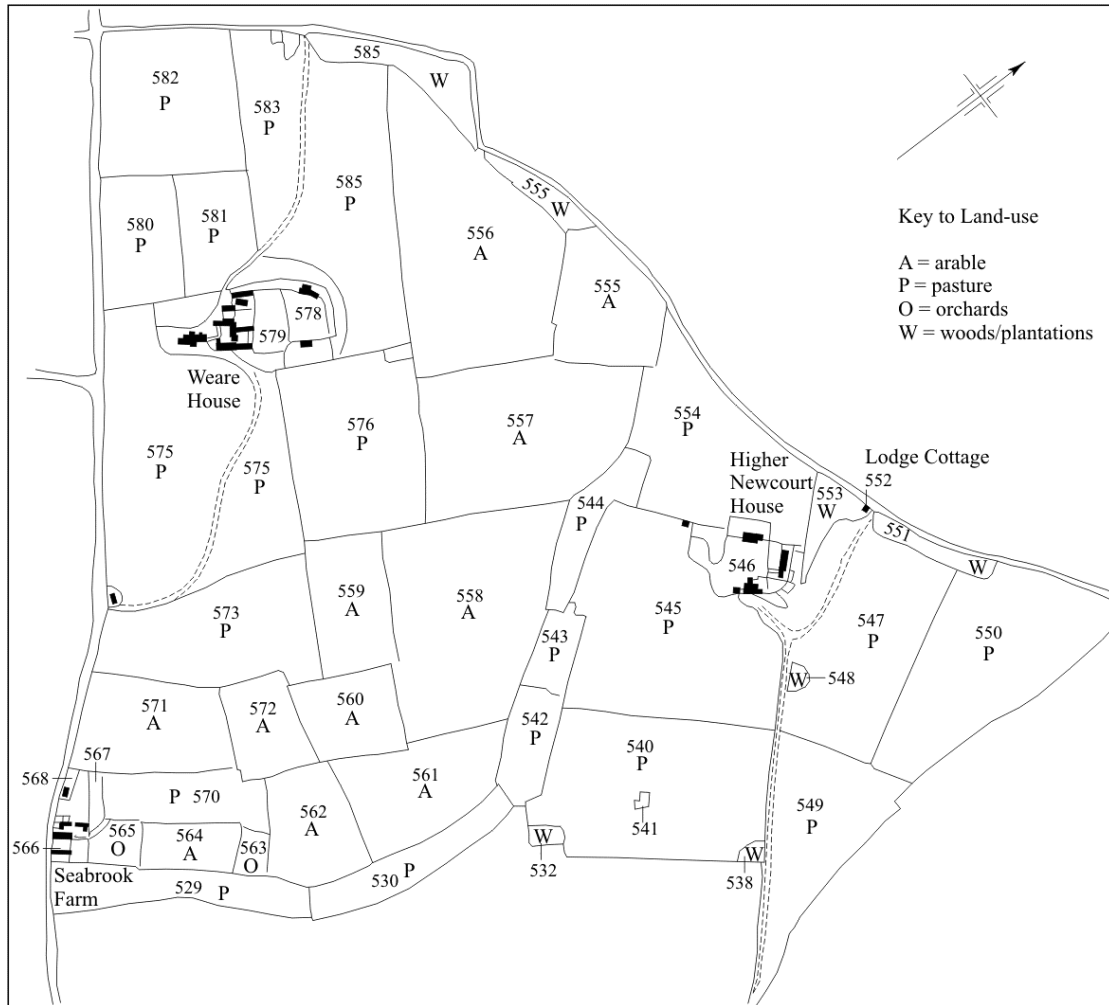 585
W
582
P
583
P
585
P
555
W
580
P
581
P
556
A
555
A
578
579
Weare
House
Key to Land-use
A = arable
P = pasture
O = orchards
W = woods/plantations
575
P
575
P
576
P
557
A
554
P
Higher
Newcourt
House
Lodge Cottage
552
553
W
551
W
544
P
546
559
A
558
A
573
P
545
P
543
P
547
P
550
P
548
W
571
A
572
A
560
A
542
P
540
P
541
549
P
568
567
P 570
561
A
562
A
565
O
564
A
563
O
566
Seabrook
Farm
529 P
530 P
W
532
W
538